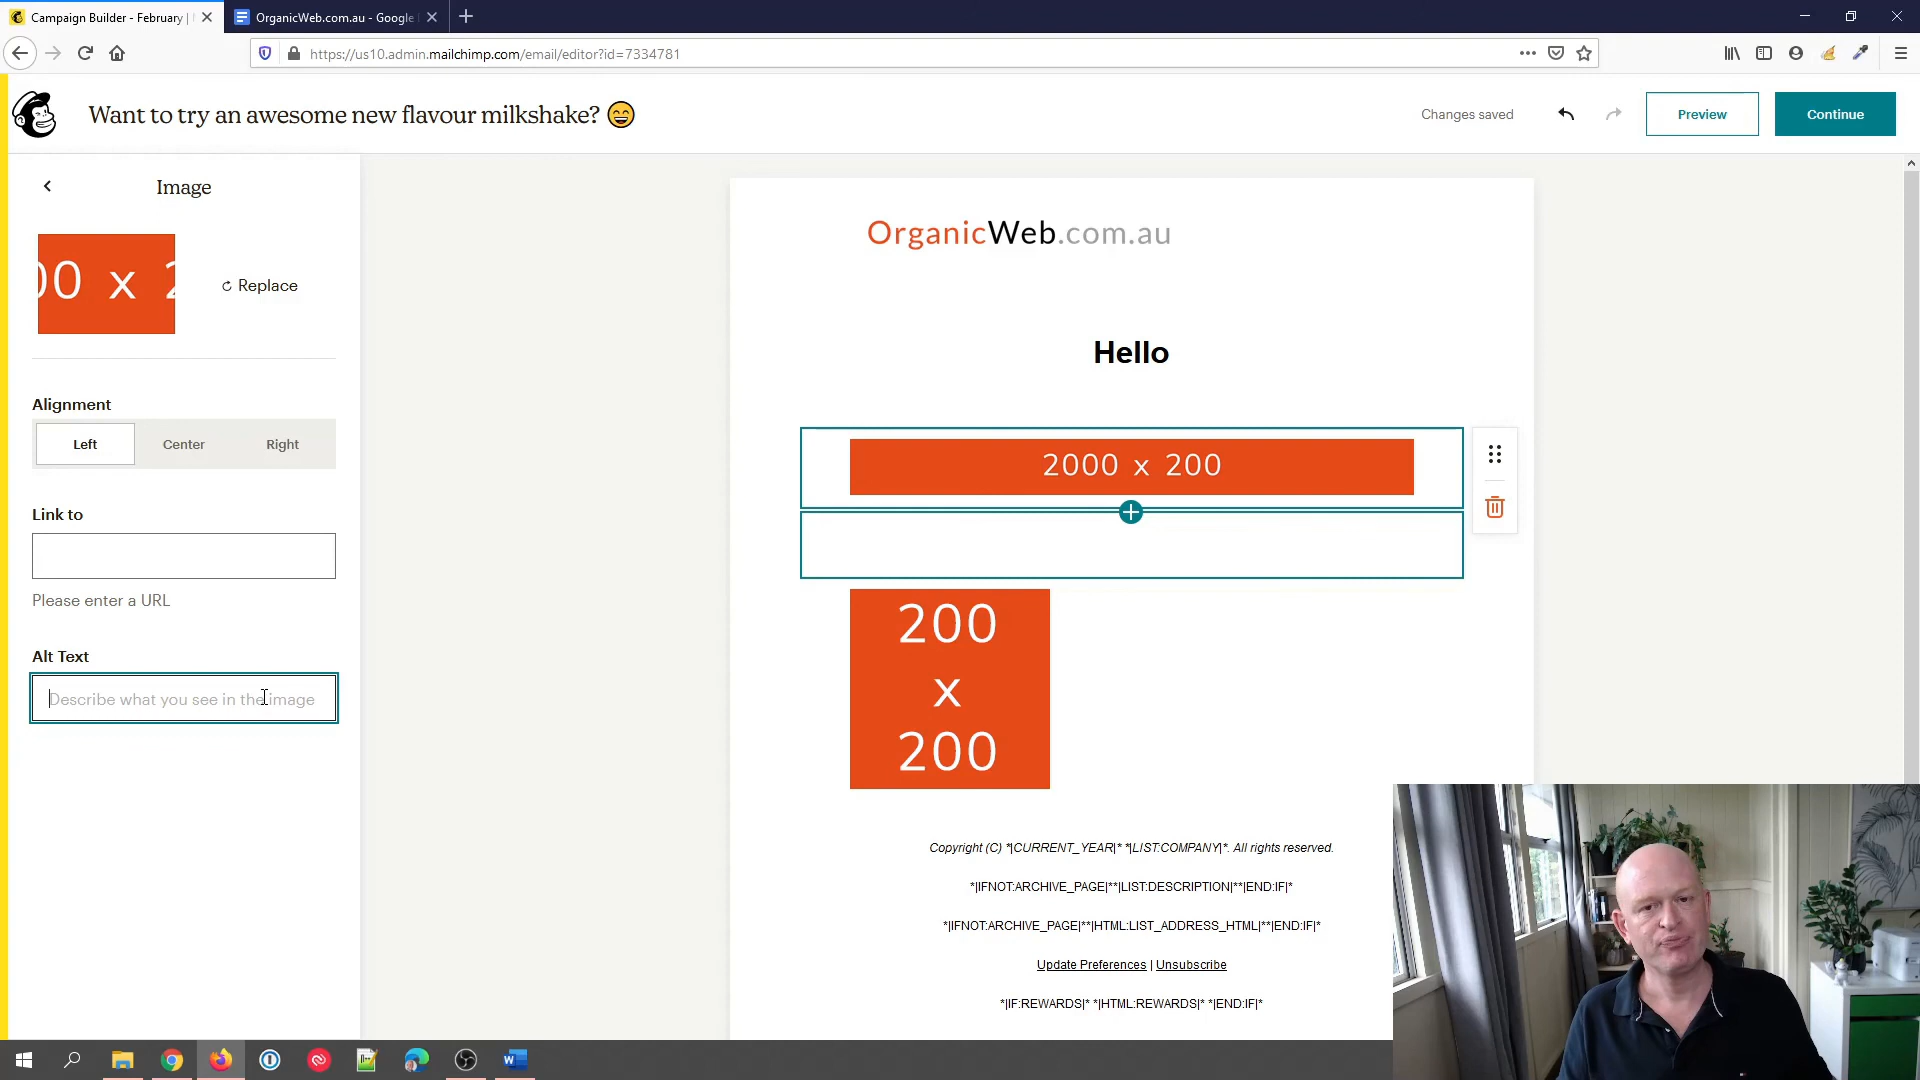 Campaign Builder - February |
OrganicWeb.com.au - Google
https://us10.admin.mailchimp.com/email/editor?id=7334781
Want to try an awesome new flavour milkshake? 😄
Changes saved
Preview
Continue
Image
00 x 2
Replace
Alignment
Left
Center
Right
Link to
Please enter a URL
Alt Text
Describe what you see in the image
OrganicWeb.com.au
Hello
2000 x 200
200
x
200
Copyright (C) *|CURRENT_YEAR|* *|LIST:COMPANY|*. All rights reserved.
*|IFNOT:ARCHIVE_PAGE|**|LIST:DESCRIPTION|**|END:IF|*
*|IFNOT:ARCHIVE_PAGE|**|HTML:LIST_ADDRESS_HTML|**|END:IF|*
Update Preferences | Unsubscribe
*|IF:REWARDS|* *|HTML:REWARDS|* *|END:IF|*